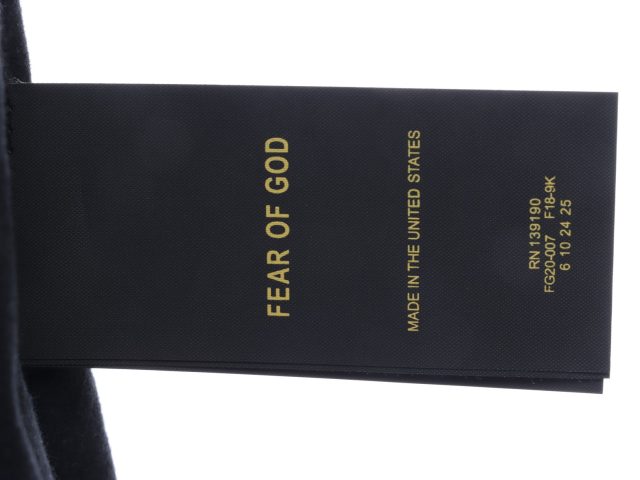 FEAR OF GOD
MADE IN THE UNITED STATES
RN 139190
FG20-007 F18-9K
6 10 24 25